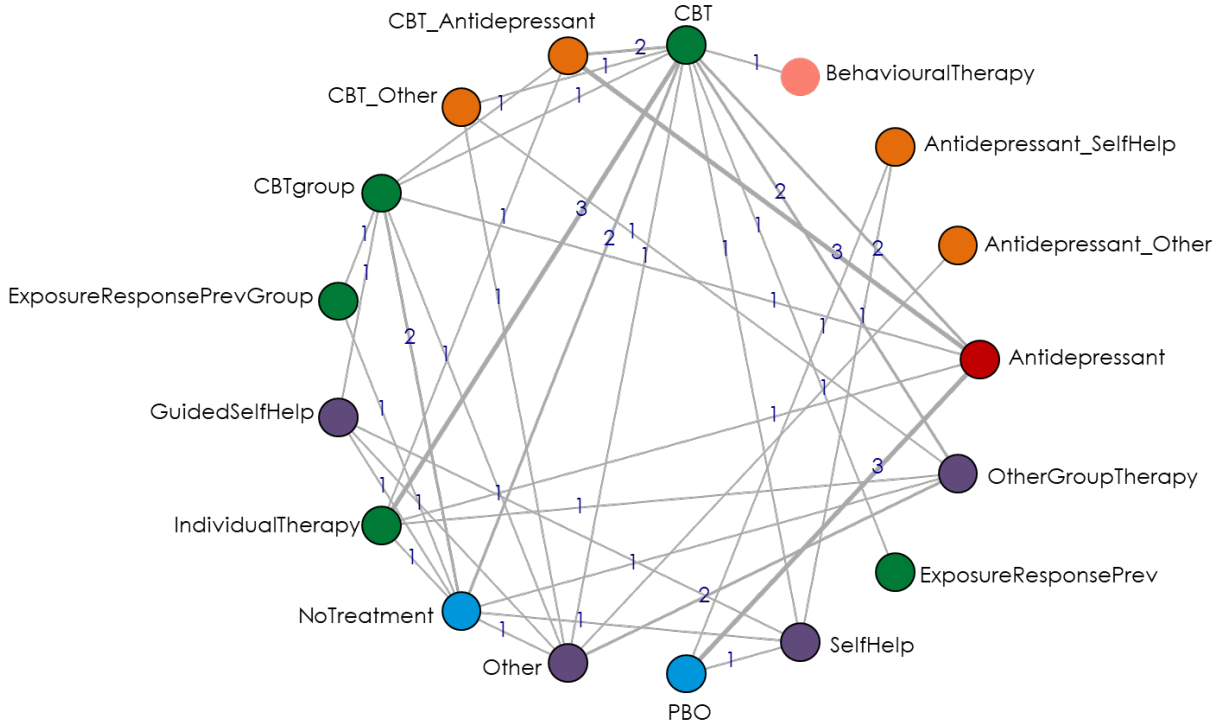 CBT
CBT_Antidepressant
2
1
1
BehaviouralTherapy
CBT_Other
1
1
Antidepressant_SelfHelp
CBTgroup
2
3
1
1
1
1
2
Antidepressant_Other
1
1
3
2
1
ExposureResponsePrevGroup
1
1
1
1
2
1
Antidepressant
1
GuidedSelfHelp
1
1
3
OtherGroupTherapy
1
1
1
1
IndividualTherapy
1
1
ExposureResponsePrev
2
NoTreatment
1
1
SelfHelp
1
Other
PBO